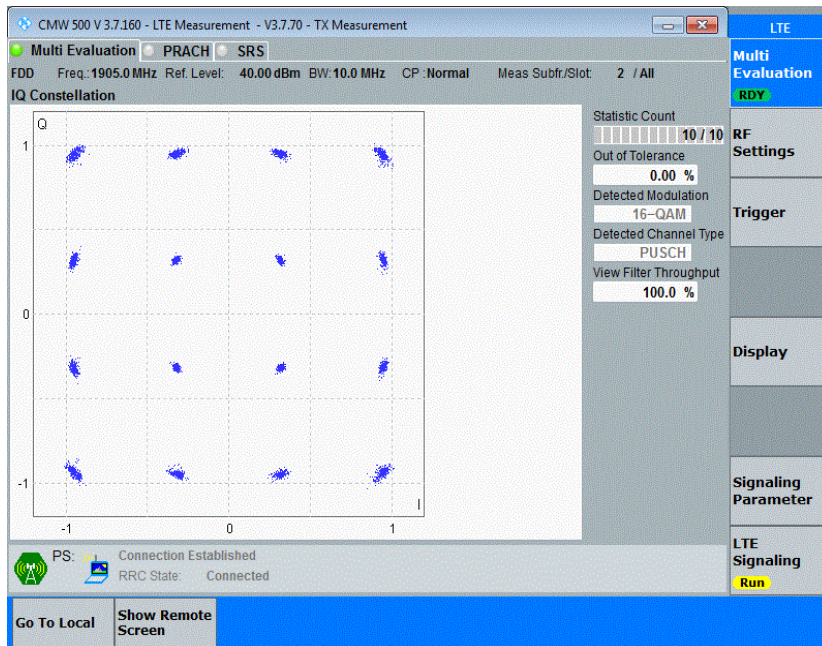 CMW 500 V 3.7.160 - LTE Measurement - V3.7.70 - TX Measurement
LTE
Multi Evaluation PRACH SRS
FDD Freq.:1905.0 MHz Ref. Level: 40.00 dBm BW:10.0 MHz CP :Normal Meas Subfr./Slot: 2 / All
IQ Constellation
Q
1
0
-1
I
-1 0 1
Statistic Count
10 / 10
Out of Tolerance
0.00 %
Detected Modulation
16-QAM
Detected Channel Type
PUSCH
View Filter Throughput
100.0 %
Multi
Evaluation
RDY
RF
Settings
Trigger
Display
Signaling
Parameter
LTE
Signaling
Run
PS: Connection Established
RRC State: Connected
Go To Local
Show Remote
Screen